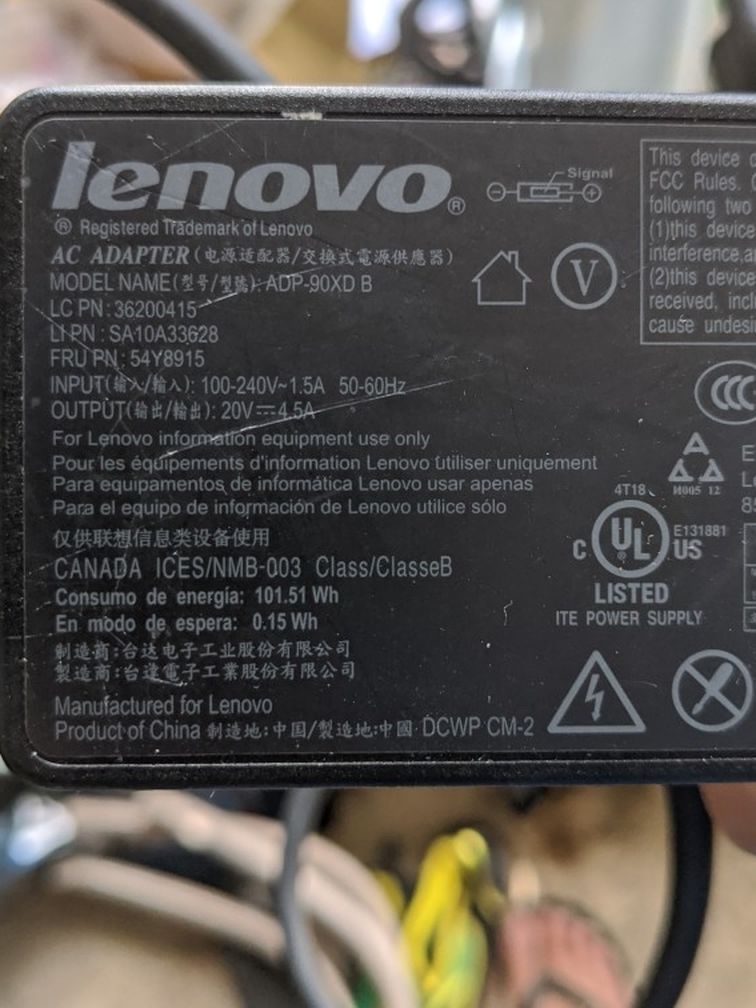 lenovo®
® Registered Trademark of Lenovo
Signal
AC ADAPTER (电源适配器/交换式電源供應器)
MODEL NAME(型号/型號): ADP-90XD B
LC PN : 36200415
LI PN : SA10A33628
FRU PN : 54Y8915
INPUT(输入/輸入): 100-240V~1.5A 50-60Hz
OUTPUT(输出/輸出): 20V⎓4.5A
For Lenovo information equipment use only
Pour les équipements d'information Lenovo utiliser uniquement
Para equipamentos de informática Lenovo usar apenas
Para el equipo de información de Lenovo utilice sólo
仅供联想信息类设备使用
CANADA ICES/NMB-003 Class/ClasseB
Consumo de energía: 101.51 Wh
En modo de espera: 0.15 Wh
制造商:台达电子工业股份有限公司
製造商:台達電子工業股份有限公司
Manufactured for Lenovo
Product of China 制造地:中国/製造地:中國 DCWP CM-2
V
This device
FCC Rules.
following two
(1)this device
interference,
(2)this device
received,
cause
CCC
И005 12
4T18
C UL US
E131881
LISTED
ITE POWER SUPPLY